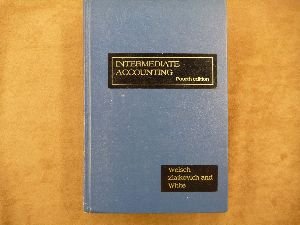 INTERMEDIATE
ACCOUNTING
Fourth edition
Welsch
Zlatkovich and
White